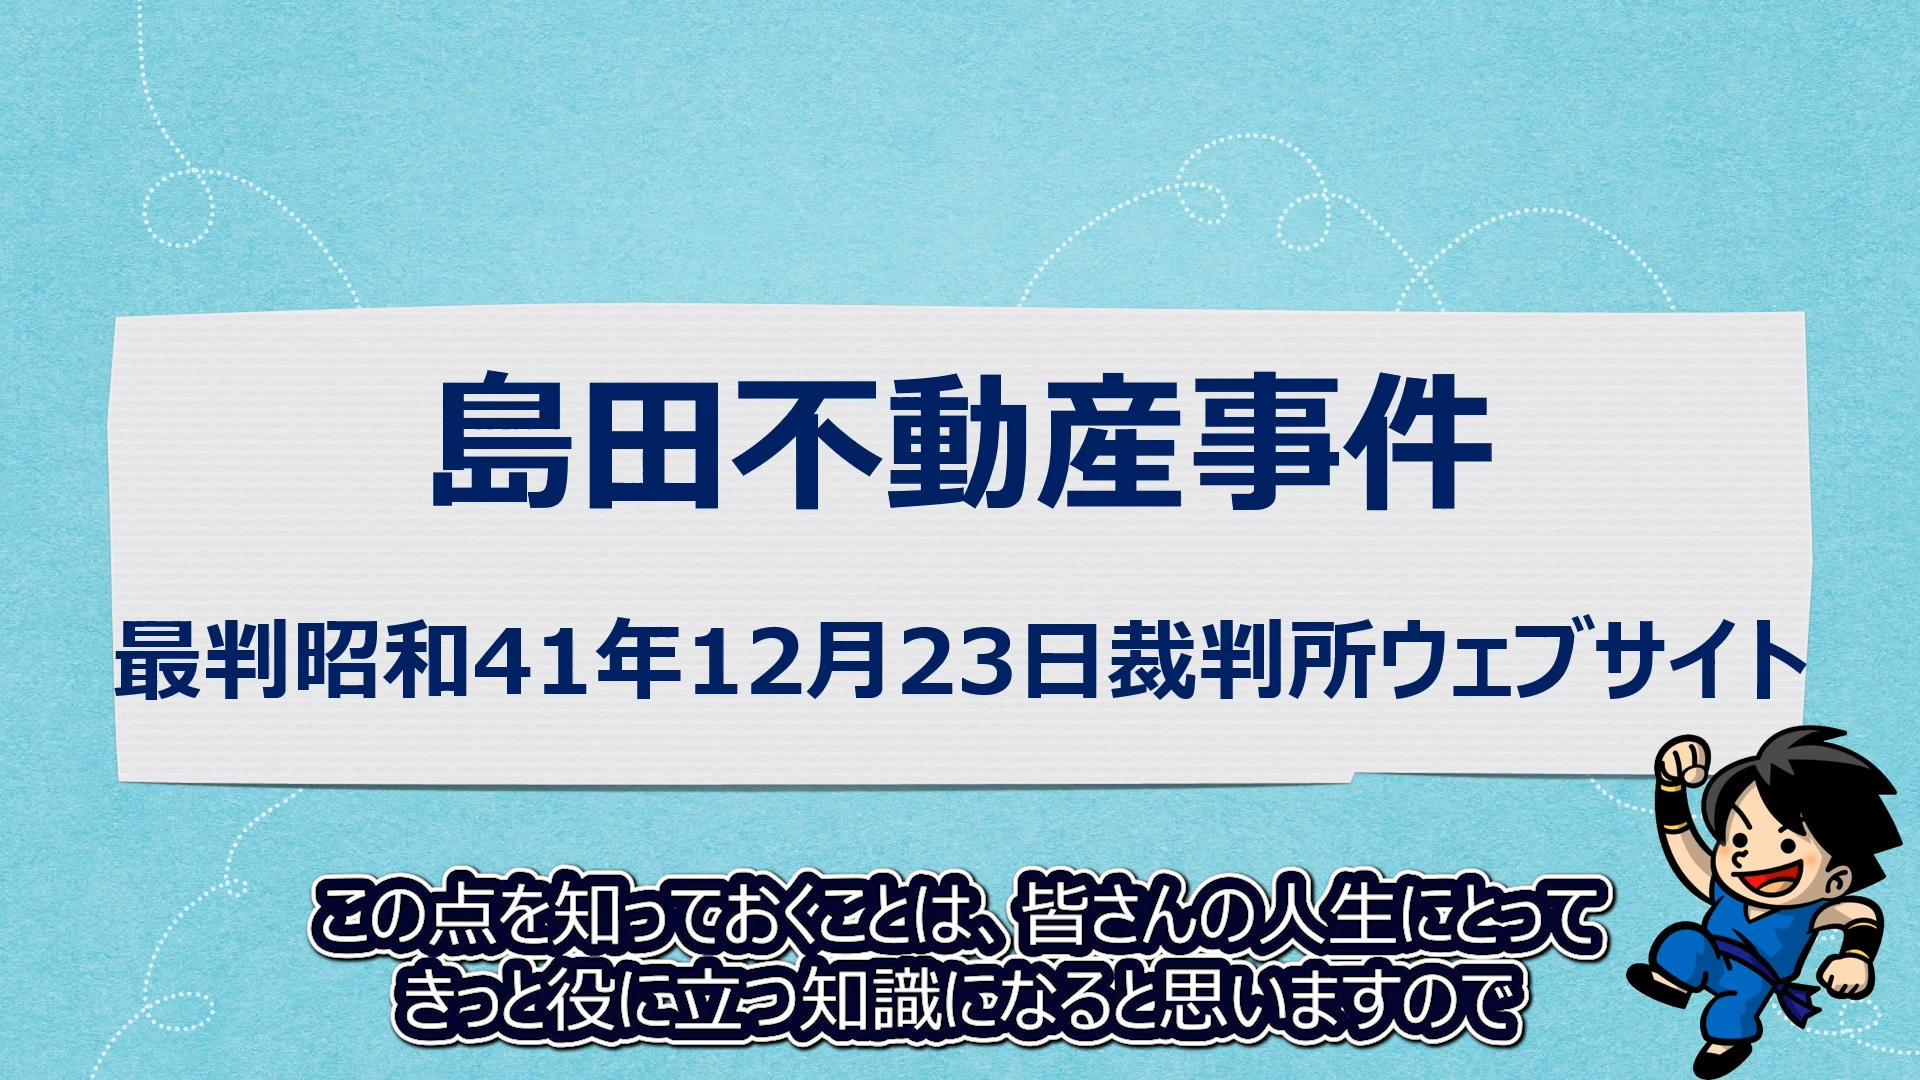 島田不動産事件
最判昭和41年12月23日裁判所ウェブサイト
この点を知っておくことは、皆さんの人生にとって
きっと役に立つ知識になると思いますので